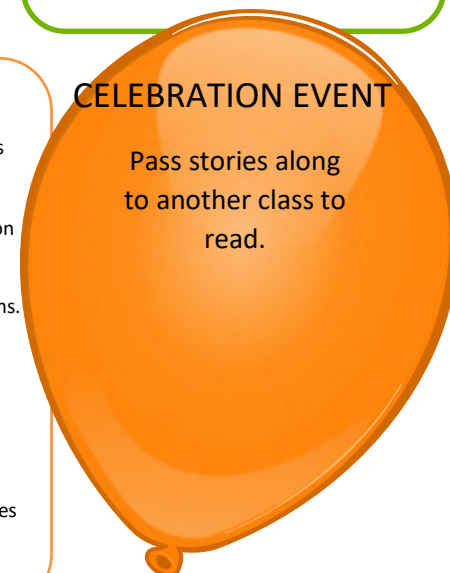 CELEBRATION EVENT
Pass stories along
to another class to
read.